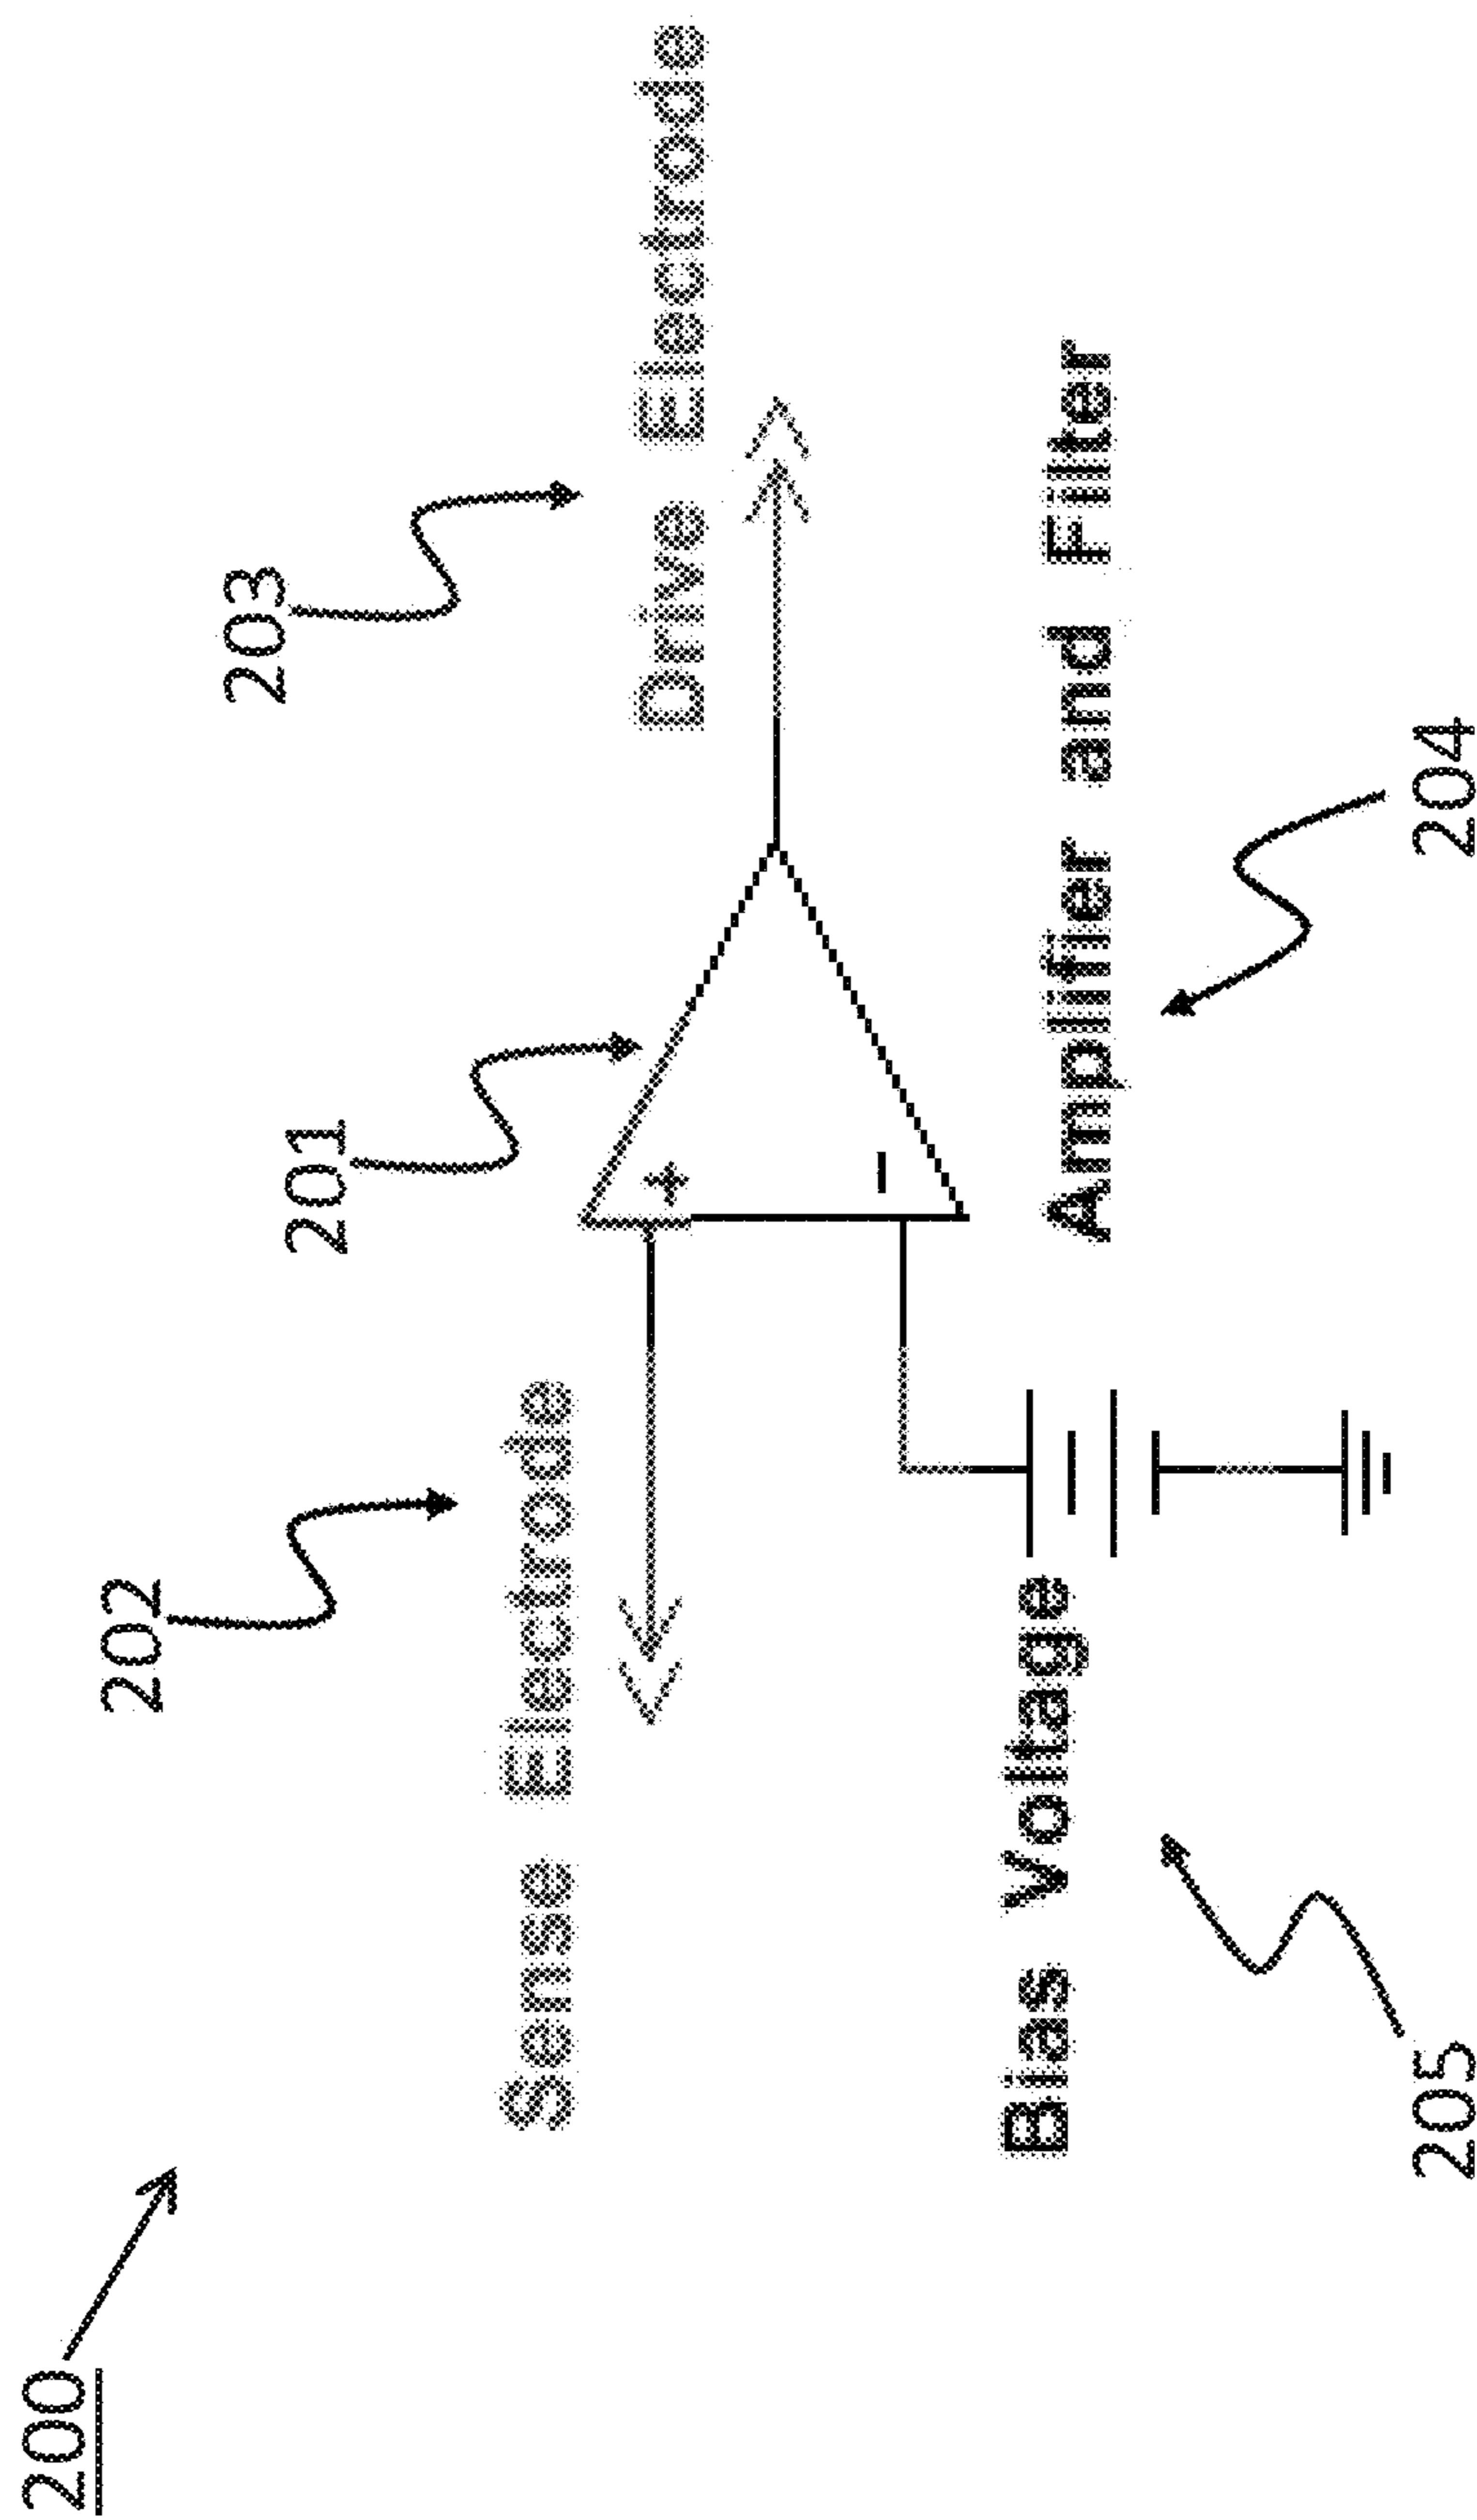 200
202
Sense Electrode
201
203
Drive Electrode
+
-
Bias Voltage
205
Amplifier and Filter
204